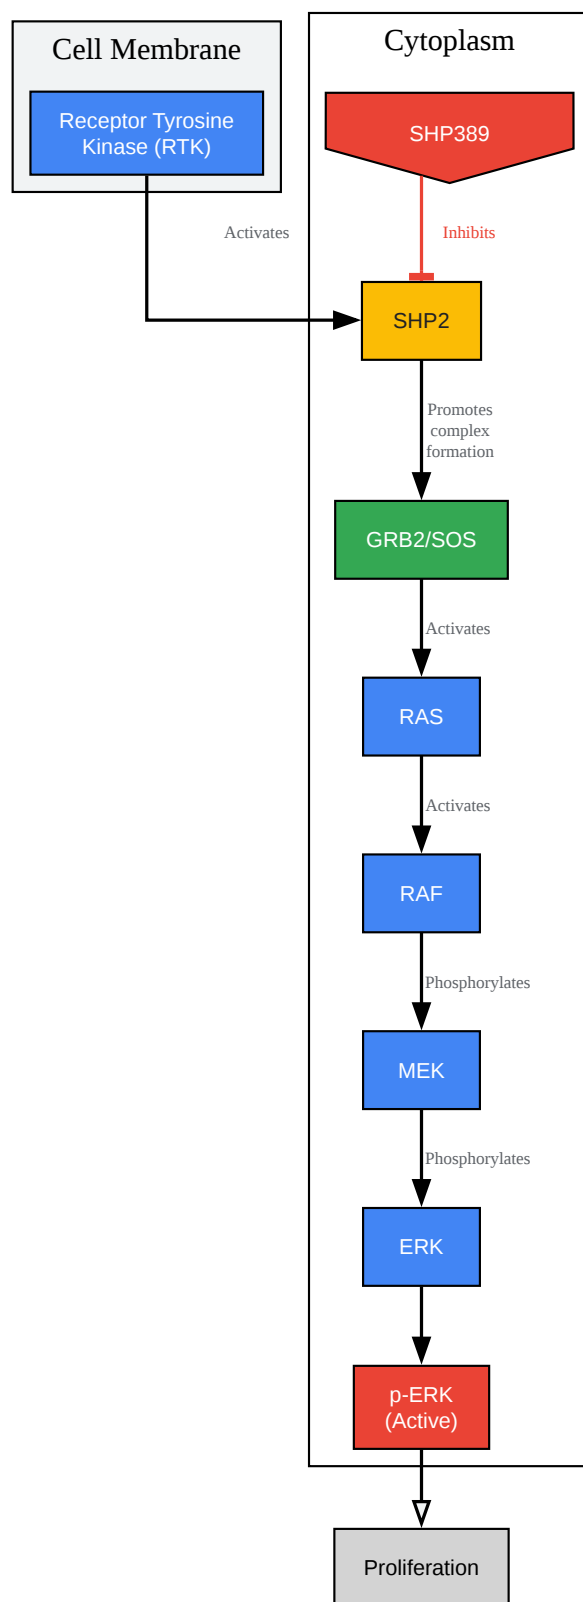 Cell Membrane
Receptor Tyrosine
Kinase (RTK)
Cytoplasm
SHP389
Activates
Inhibits
SHP2
Promotes
complex
formation
GRB2/SOS
Activates
RAS
Activates
RAF
Phosphorylates
MEK
Phosphorylates
ERK
p-ERK
(Active)
Proliferation